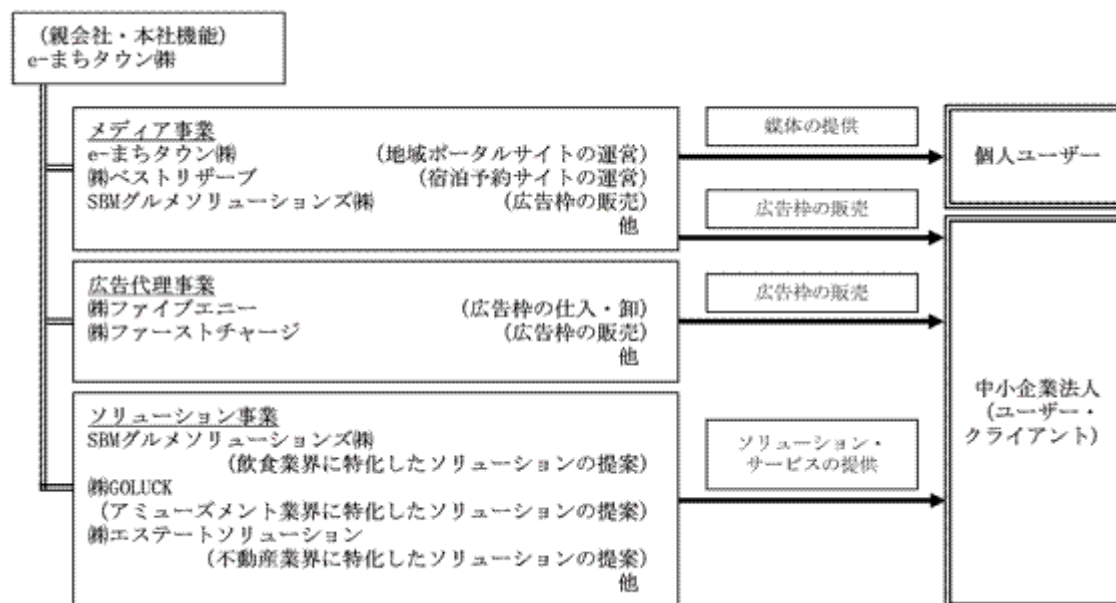 (親会社・本社機能)
e-まちタウン㈱
メディア事業
e-まちタウン㈱ (地域ポータルサイトの運営)
㈱ベストリザーブ (宿泊予約サイトの運営)
SBMグルメソリューションズ㈱ (広告枠の販売)
他
媒体の提供
広告枠の販売
個人ユーザー
広告代理事業
㈱ファイブエニー (広告枠の仕入・卸)
㈱ファーストチャージ (広告枠の販売)
他
広告枠の販売
ソリューション事業
SBMグルメソリューションズ㈱
(飲食業界に特化したソリューションの提案)
㈱GOLUCK
(アミューズメント業界に特化したソリューションの提案)
㈱エステートソリューション
(不動産業界に特化したソリューションの提案)
他
ソリューション・
サービスの提供
中小企業法人
(ユーザー・
クライアント)